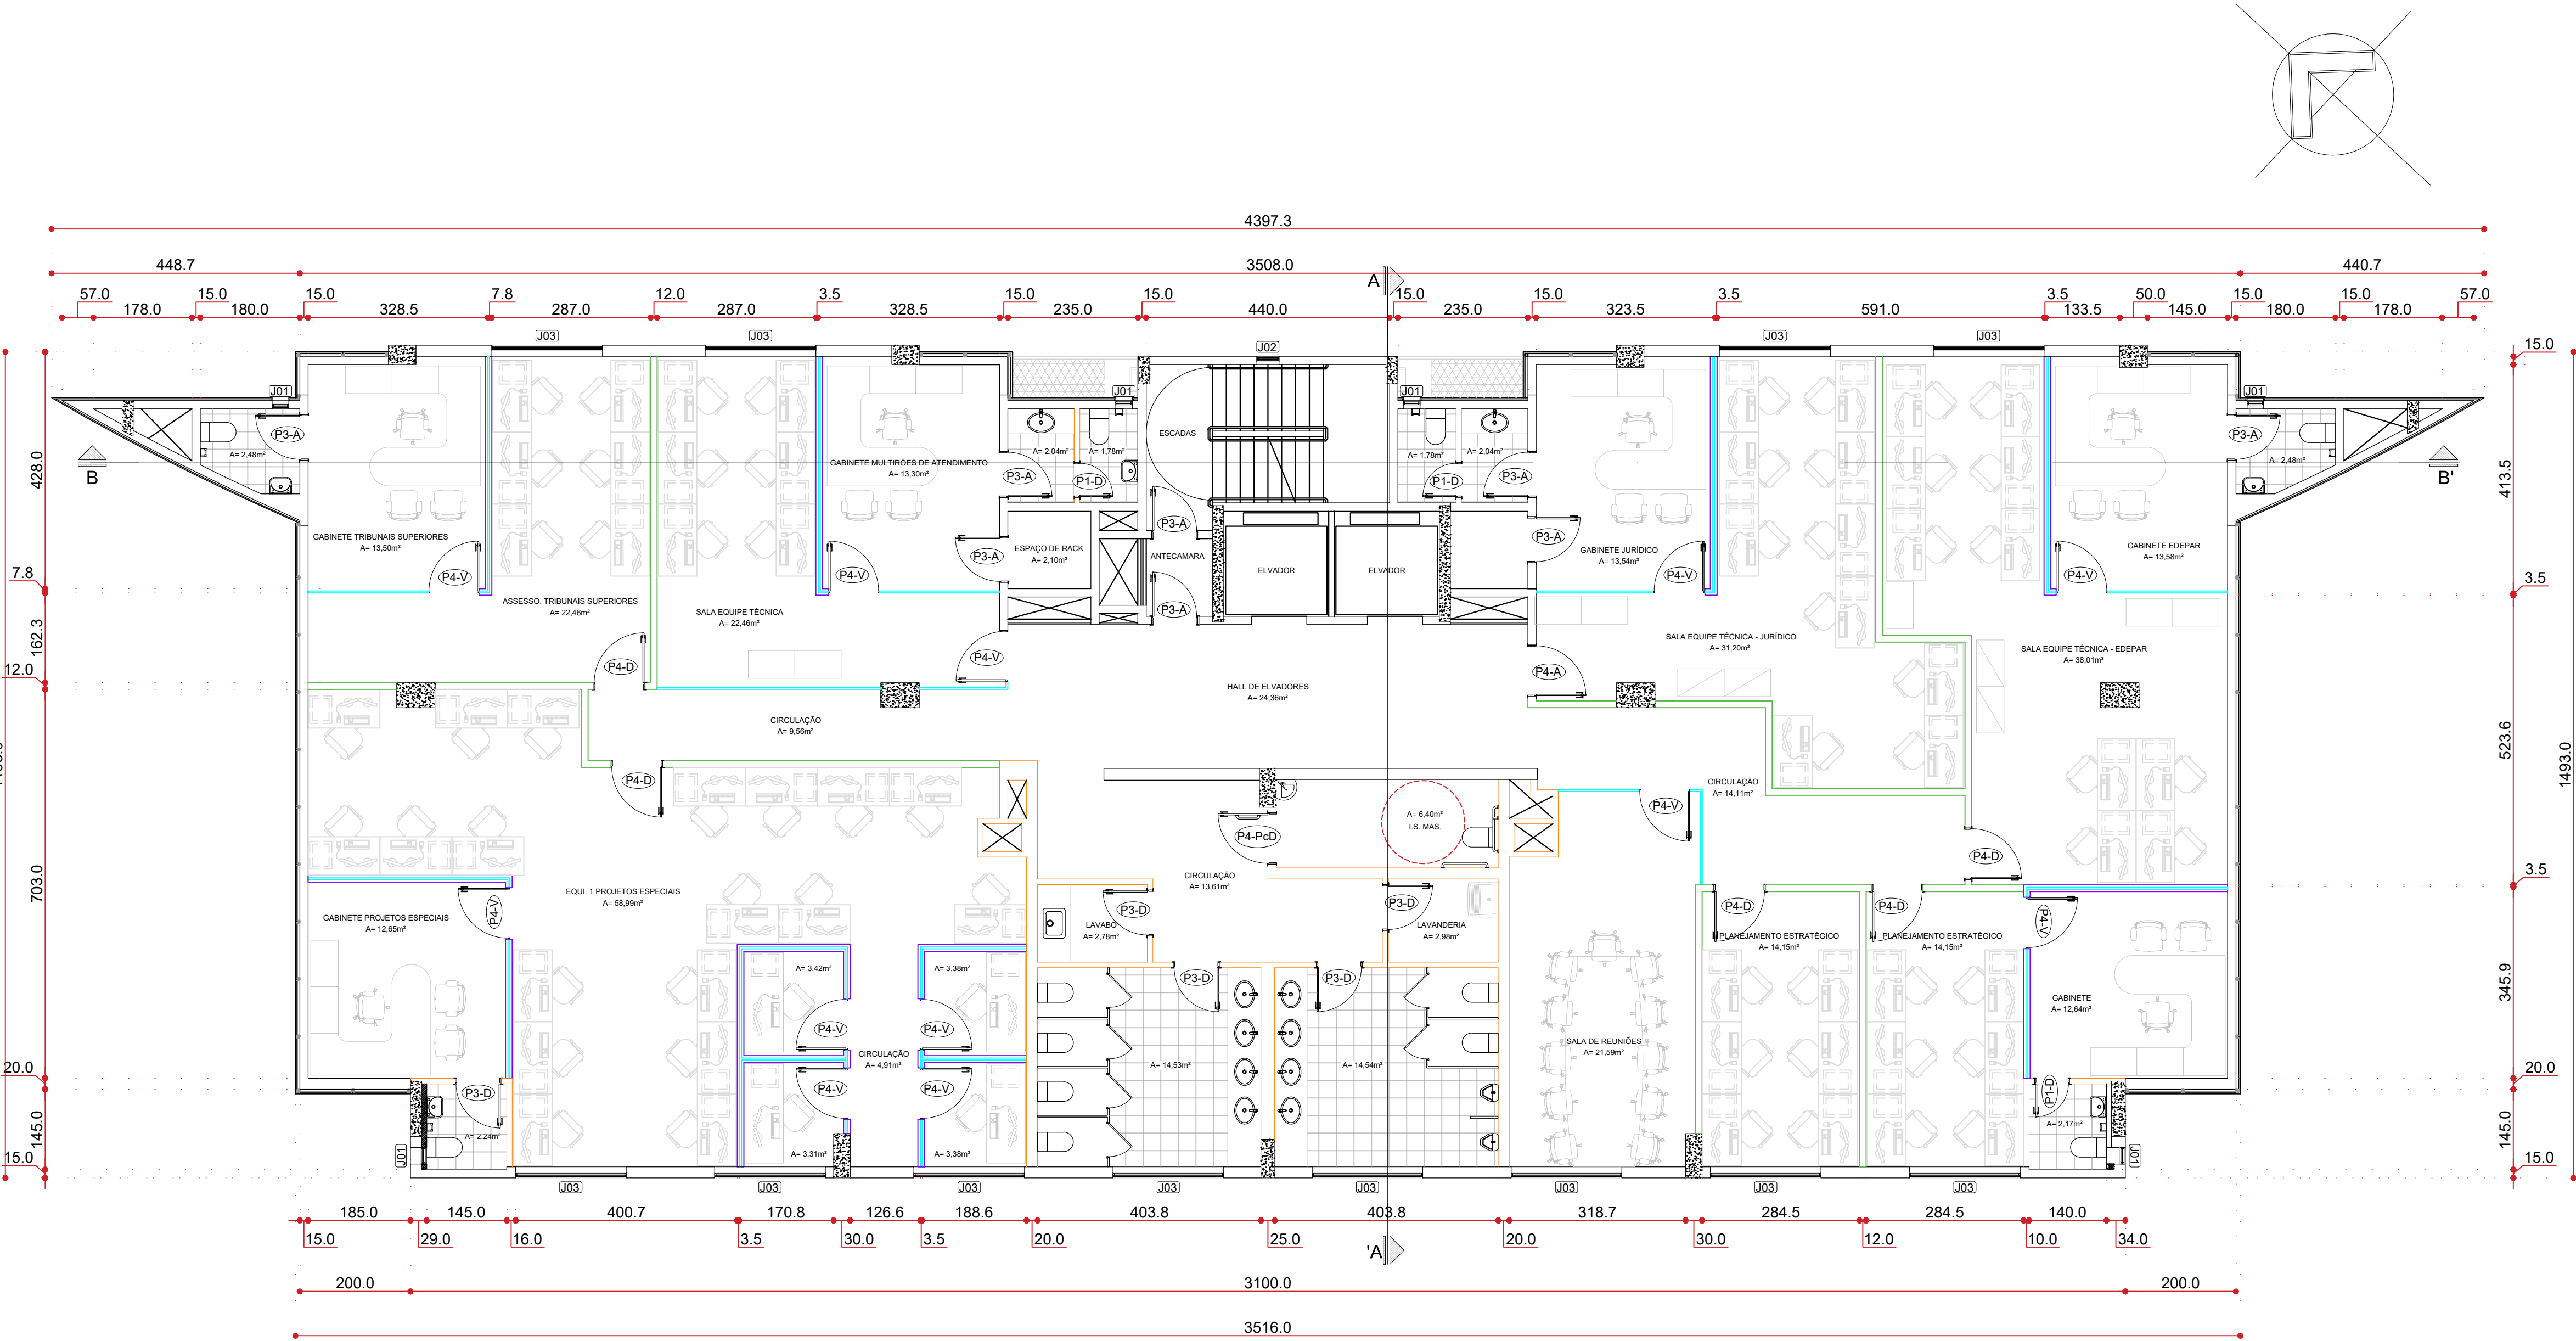 4397.3
448.7
3508.0
440.7
A
57.0
15.0
15.0
7.8
12.0
3.5
15.0
15.0
15.0
15.0
3.5
3.5
50.0
15.0
15.0
57.0
178.0
180.0
328.5
287.0
287.0
328.5
235.0
440.0
235.0
323.5
591.0
133.5
145.0
180.0
178.0
J03
J03
J02
J03
J03
15.0
J01
J01
J01
J01
P3-A
A= 2,48m²
ESCADAS
A= 2,04m²
A= 1,78m²
A= 1,78m²
A= 2,04m²
P3-A
A= 2,48m²
GABINETE MULTIRÕES DE ATENDIMENTO
A= 13,30m²
P3-A
P1-D
P1-D
P3-A
B
B'
428.0
413.5
P3-A
GABINETE TRIBUNAIS SUPERIORES
A= 13,50m²
P3-A
ESPAÇO DE RACK
A= 2,10m²
ANTECAMARA
ELVADOR
ELVADOR
P3-A
GABINETE JURÍDICO
A= 13,54m²
GABINETE EDEPAR
A= 13,58m²
P4-V
P4-V
P4-V
P4-V
7.8
3.5
ASSESSO. TRIBUNAIS SUPERIORES
A= 22,46m²
SALA EQUIPE TÉCNICA
A= 22,46m²
P3-A
162.3
SALA EQUIPE TÉCNICA - JURÍDICO
A= 31,20m²
SALA EQUIPE TÉCNICA - EDEPAR
A= 38,01m²
P4-D
P4-V
P4-A
12.0
HALL DE ELVADORES
A= 24,36m²
CIRCULAÇÃO
A= 9,56m²
523.6
1493.0
P4-D
CIRCULAÇÃO
A= 14,11m²
P4-V
A= 6,40m²
I.S. MAS.
P4-PcD
P4-D
703.0
3.5
CIRCULAÇÃO
A= 13,61m²
EQUI. 1 PROJETOS ESPECIAIS
A= 58,99m²
P4-V
P3-D
P3-D
P4-D
P4-D
P4-V
GABINETE PROJETOS ESPECIAIS
A= 12,65m²
LAVABO
A= 2,78m²
LAVANDERIA
A= 2,98m²
PLANEJAMENTO ESTRATÉGICO
A= 14,15m²
PLANEJAMENTO ESTRATÉGICO
A= 14,15m²
A= 3,42m²
A= 3,38m²
P3-D
P3-D
345.9
GABINETE
A= 12,64m²
P4-V
P4-V
CIRCULAÇÃO
A= 4,91m²
SALA DE REUNIÕES
A= 21,59m²
A= 14,53m²
A= 14,54m²
20.0
20.0
P4-V
P4-V
P3-D
P1-D
145.0
145.0
A= 2,24m²
A= 2,17m²
A= 3,31m²
A= 3,38m²
15.0
15.0
J01
J01
J03
J03
J03
J03
J03
J03
J03
J03
185.0
145.0
400.7
170.8
126.6
188.6
403.8
403.8
318.7
284.5
284.5
140.0
15.0
29.0
16.0
3.5
30.0
3.5
20.0
25.0
'A
20.0
30.0
12.0
10.0
34.0
200.0
3100.0
200.0
3516.0